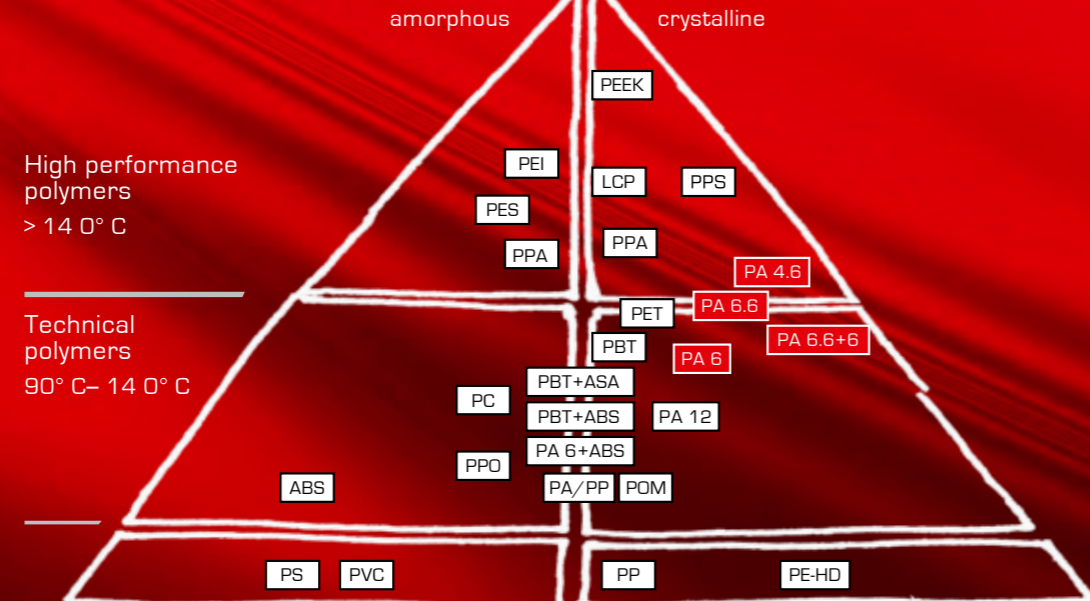 amorphous
crystalline
PEEK
High performance
polymers
> 14 0° C
PEI
LCP
PPS
PES
PPA
PPA
PA 4.6
PA 6.6
Technical
polymers
90° C– 14 0° C
PET
PA 6.6+6
PBT
PA 6
PBT+ASA
PC
PBT+ABS
PA 12
PA 6+ABS
PPO
ABS
PA/PP
POM
PS
PVC
PP
PE-HD